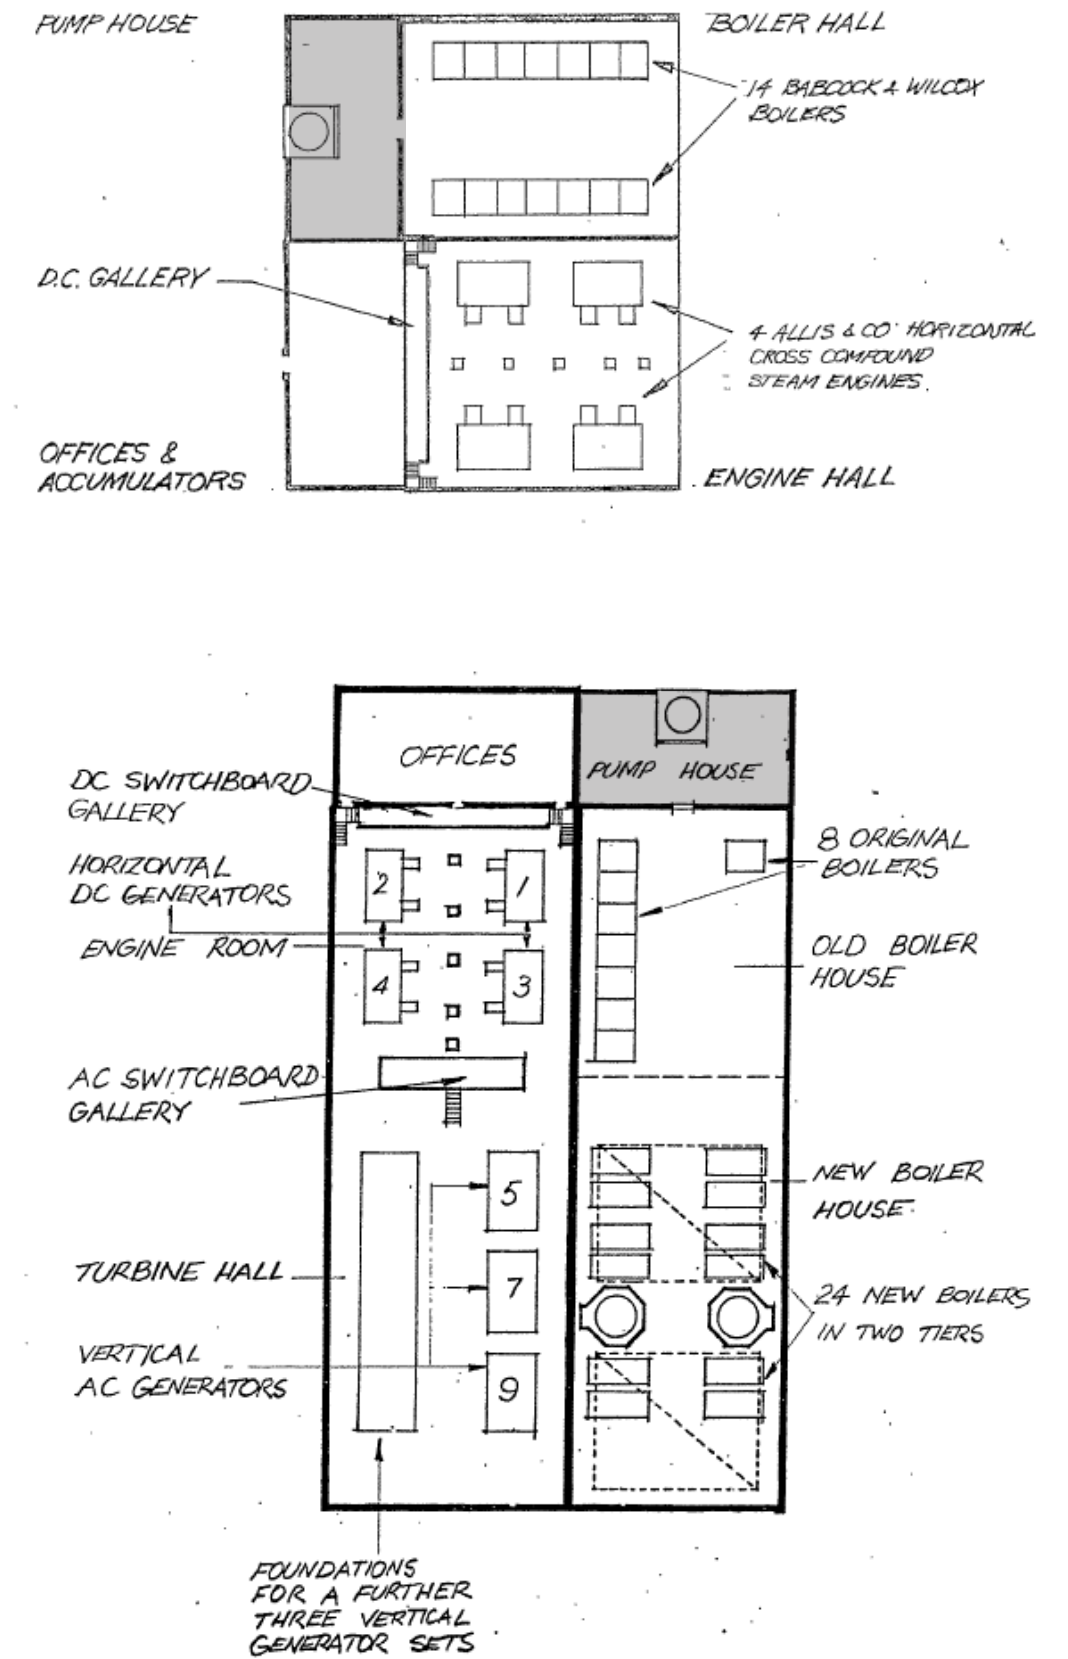 PUMP HOUSE
BOILER HALL
14 BABCOCK & WILCOX
BOILERS
D.C. GALLERY
4 ALLIS & CO HORIZONTAL
CROSS COMPOUND
STEAM ENGINES.
OFFICES &
ACCUMULATORS
ENGINE HALL
OFFICES
PUMP HOUSE
DC SWITCHBOARD
GALLERY
8 ORIGINAL
BOILERS
HORIZONTAL
DC GENERATORS
2
1
ENGINE ROOM
OLD BOILER
HOUSE
4
3
AC SWITCHBOARD
GALLERY
NEW BOILER
HOUSE.
5
TURBINE HALL
7
24 NEW BOILERS
IN TWO TIERS
VERTICAL
AC GENERATORS
9
FOUNDATIONS
FOR A FURTHER
THREE VERTICAL
GENERATOR SETS